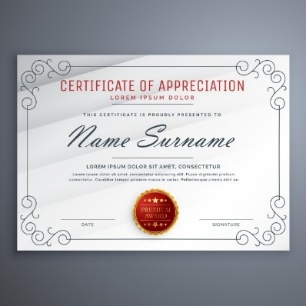 CERTIFICATE OF APPRECIATION
LOREM IPSUM DOLOR
THIS CERTIFICATE IS PROUDLY PRESENTED TO
Name Surname
LOREM IPSUM DOLOR SIT AMET, CONSECTETUR
PREMIUM
AWARD
DATE
SIGNATURE